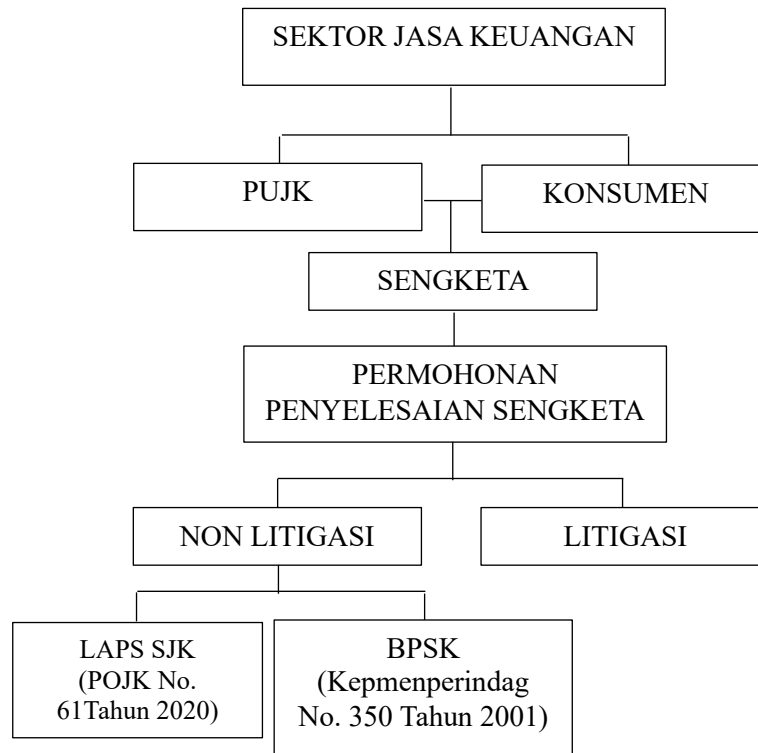 SEKTOR JASA KEUANGAN
PUJK
KONSUMEN
SENGKETA
PERMOHONAN
PENYELESAIAN SENGKETA
NON LITIGASI
LITIGASI
LAPS SJK
(POJK No.
61Tahun 2020)
BPSK
(Kepmenperindag
No. 350 Tahun 2001)